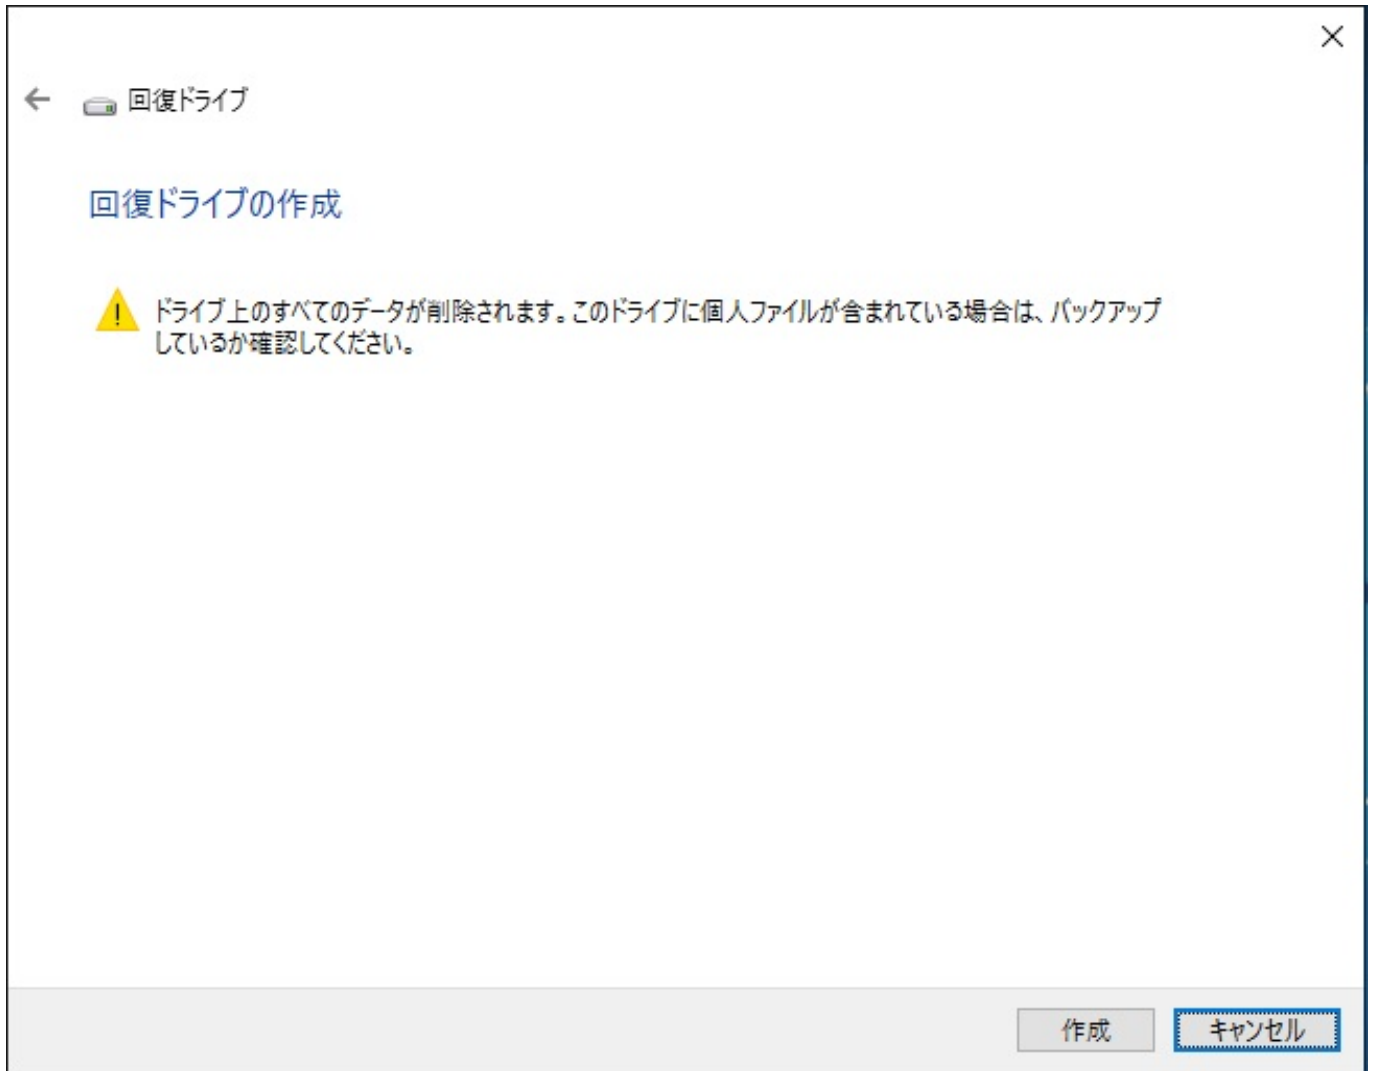 回復ドライブ
回復ドライブの作成
ドライブ上のすべてのデータが削除されます。このドライブに個人ファイルが含まれている場合は、バックアップ
しているか確認してください。
作成
キャンセル